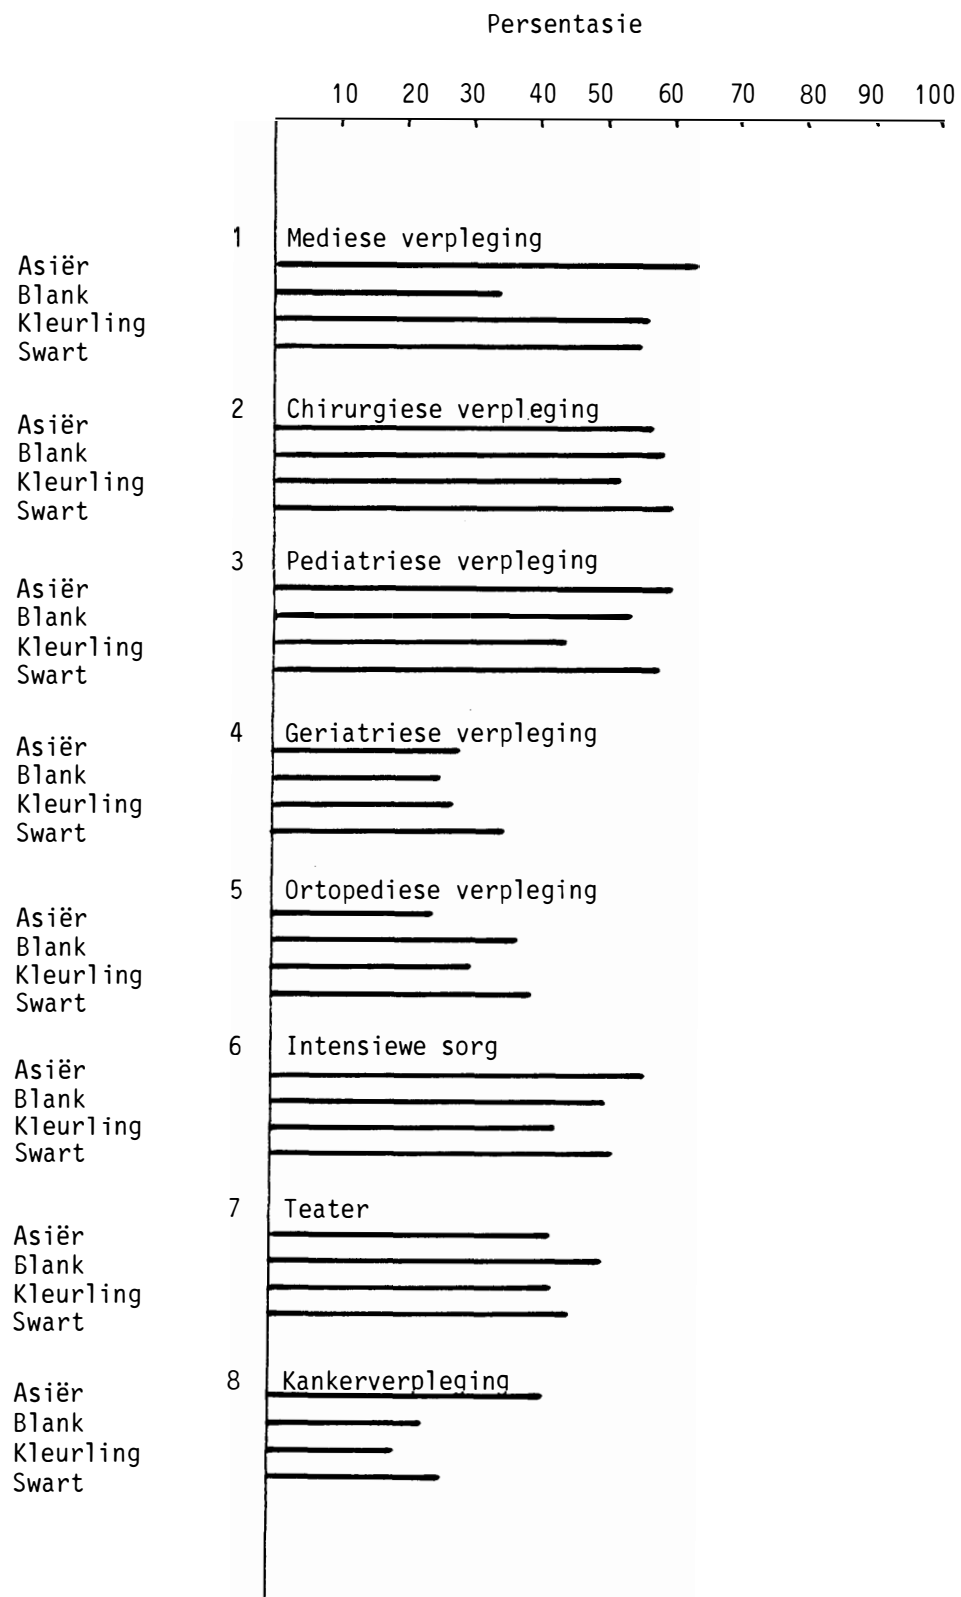 Persentasie
10 20 30 40 50 60 70 80 90 100
1 Mediese verpleging
Asiër
Blank
Kleurling
Swart
2 Chirurgiese verpleging
Asiër
Blank
Kleurling
Swart
3 Pediatriese verpleging
Asiër
Blank
Kleurling
Swart
4 Geriatriese verpleging
Asiër
Blank
Kleurling
Swart
5 Ortopediese verpleging
Asiër
Blank
Kleurling
Swart
6 Intensiewe sorg
Asiër
Blank
Kleurling
Swart
7 Teater
Asiër
Blank
Kleurling
Swart
8 Kankerverpleging
Asiër
Blank
Kleurling
Swart